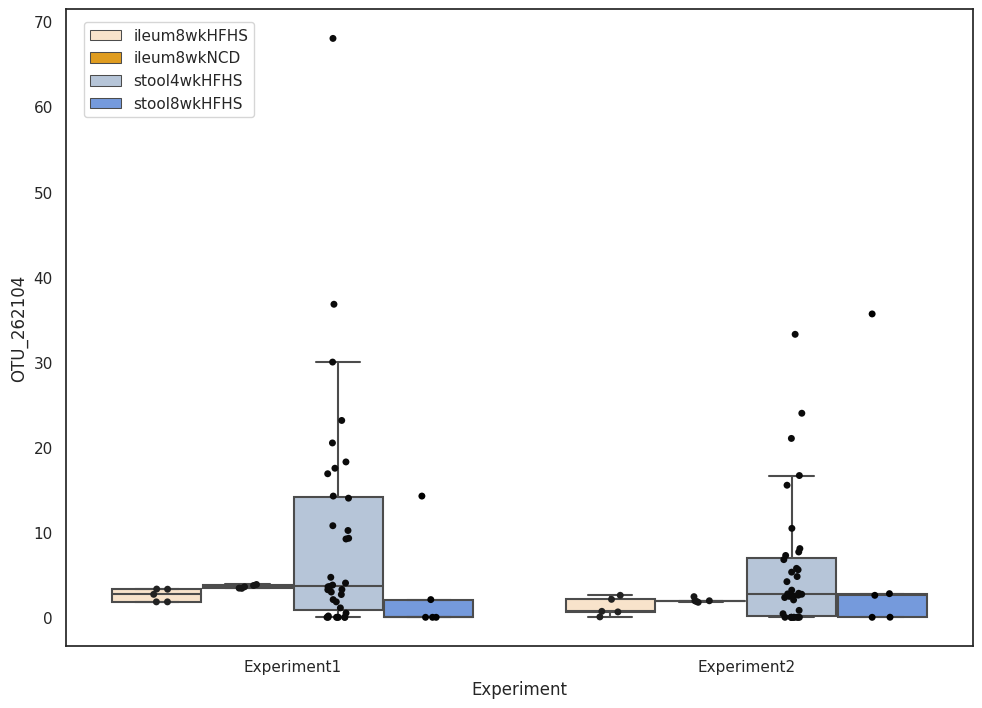 ileum8wkHFHS
ileum8wkNCD
stool4wkHFHS
stool8wkHFHS
70
60
50
40
30
20
10
0
OTU_262104
Experiment1
Experiment2
Experiment